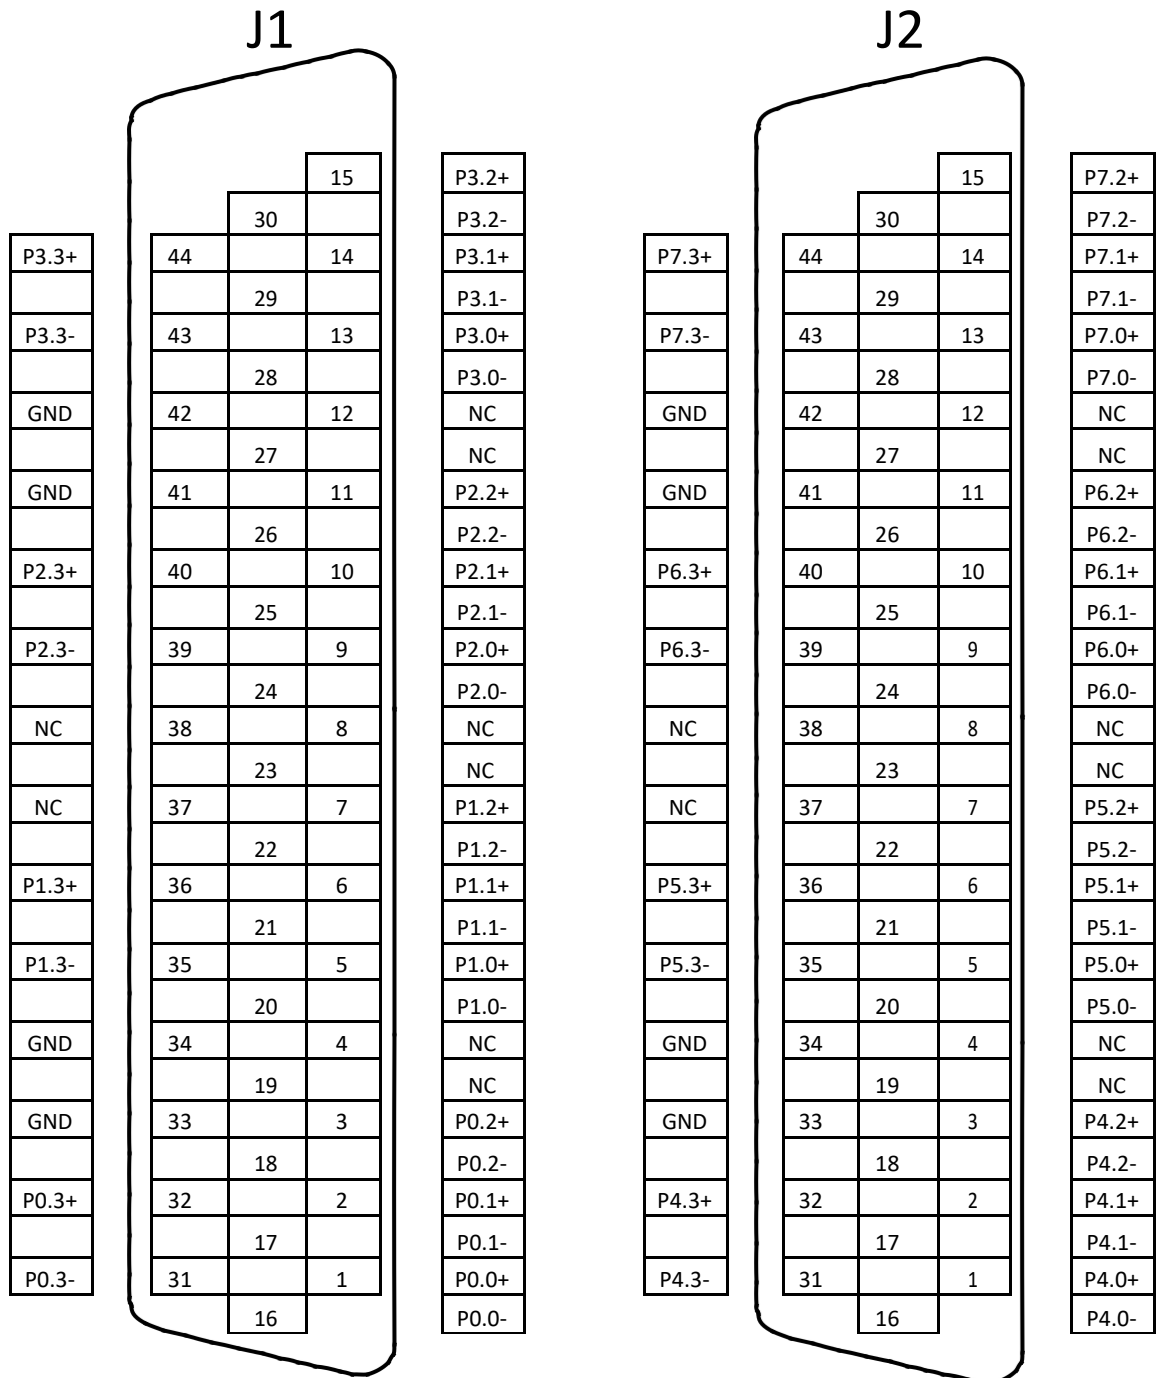 J1 J2
15 P3.2+ 15 P7.2+
30 P3.2- 30 P7.2-
P3.3+ 44 14 P3.1+ P7.3+ 44 14 P7.1+
29 P3.1- 29 P7.1-
P3.3- 43 13 P3.0+ P7.3- 43 13 P7.0+
28 P3.0- 28 P7.0-
GND 42 12 NC GND 42 12 NC
27 NC 27 NC
GND 41 11 P2.2+ GND 41 11 P6.2+
26 P2.2- 26 P6.2-
P2.3+ 40 10 P2.1+ P6.3+ 40 10 P6.1+
25 P2.1- 25 P6.1-
P2.3- 39 9 P2.0+ P6.3- 39 9 P6.0+
24 P2.0- 24 P6.0-
NC 38 8 NC NC 38 8 NC
23 NC 23 NC
NC 37 7 P1.2+ NC 37 7 P5.2+
22 P1.2- 22 P5.2-
P1.3+ 36 6 P1.1+ P5.3+ 36 6 P5.1+
21 P1.1- 21 P5.1-
P1.3- 35 5 P1.0+ P5.3- 35 5 P5.0+
20 P1.0- 20 P5.0-
GND 34 4 NC GND 34 4 NC
19 NC 19 NC
GND 33 3 P0.2+ GND 33 3 P4.2+
18 P0.2- 18 P4.2-
P0.3+ 32 2 P0.1+ P4.3+ 32 2 P4.1+
17 P0.1- 17 P4.1-
P0.3- 31 1 P0.0+ P4.3- 31 1 P4.0+
16 P0.0- 16 P4.0-